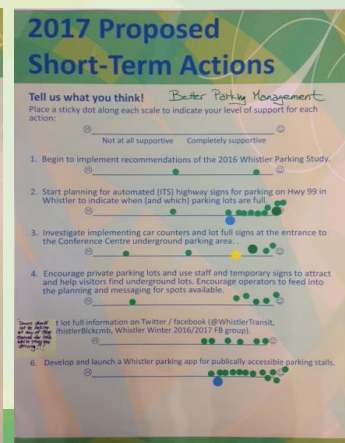 2017 Proposed
Short-Term Actions
Tell us what you think! Better Parking Management
Place a sticky dot along each scale to indicate your level of support for each
action:
Not at all supportive Completely supportive
1. Begin to implement recommendations of the 2016 Whistler Parking Study.
2. Start planning for automated (ITS) highway signs for parking on Hwy 99 in
Whistler to indicate when (and which) parking lots are full.
3. Investigate implementing car counters and lot full signs at the entrance to
the Conference Centre underground parking area. .
4. Encourage private parking lots and use staff and temporary signs to attract
and help visitors find underground lots. Encourage operators to feed into
the planning and messaging for spots available.
t lot full information on Twitter / facebook (@WhistlerTransit,
histlerBlckmb, Whistler Winter 2016/2017 FB group).
6. Develop and launch a Whistler parking app for publically accessible parking stalls.